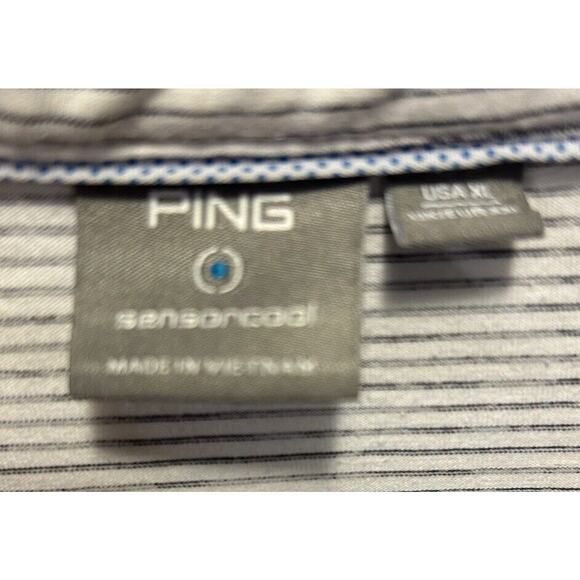 PING
sensorcool
MADE IN VIETNAM
USA XL